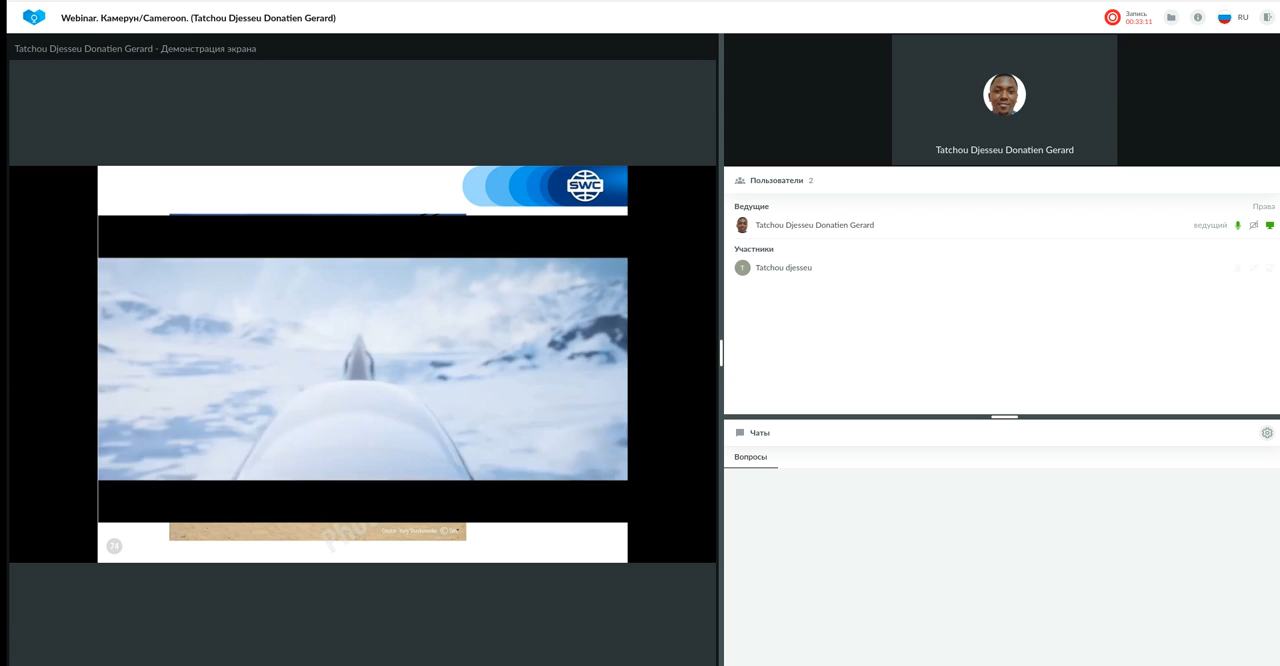 Webinar. Камерун/Cameroon. (Tatchou Djesseu Donatien Gerard)
Запись
00:33:11
RU
Tatchou Djesseu Donatien Gerard - Демонстрация экрана
SWC
74
Tatchou Djesseu Donatien Gerard
Пользователи 2
Ведущие
Права
Tatchou Djesseu Donatien Gerard
ведущий
Участники
T
Tatchou djesseu
Чаты
Вопросы